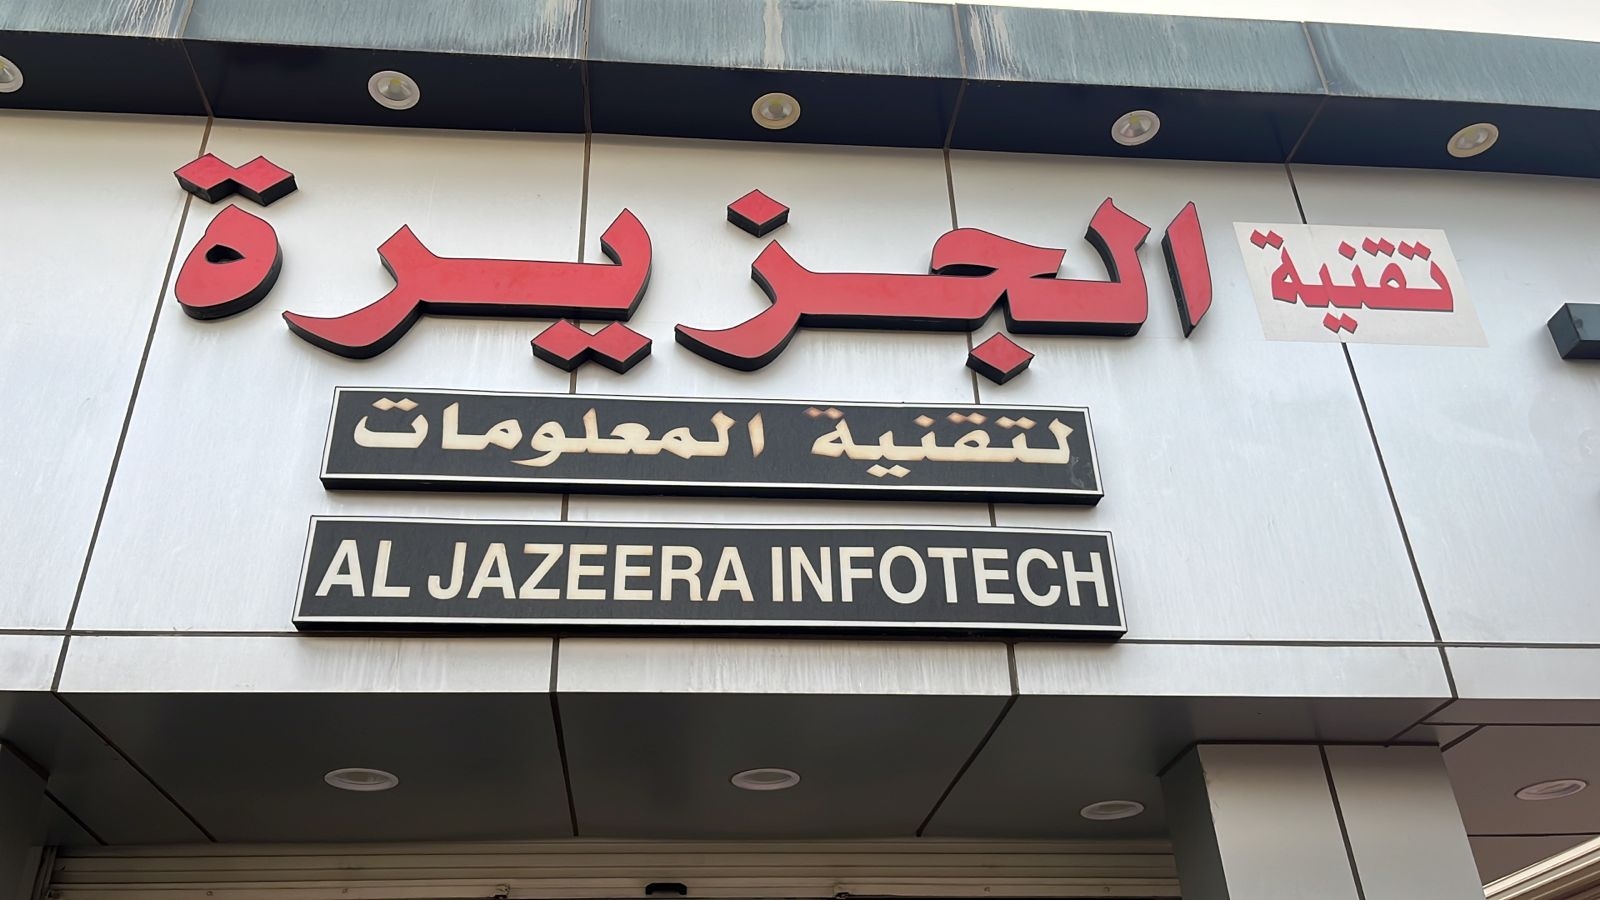 تقنية الجزيرة
لتقنية المعلومات
AL JAZEERA INFOTECH